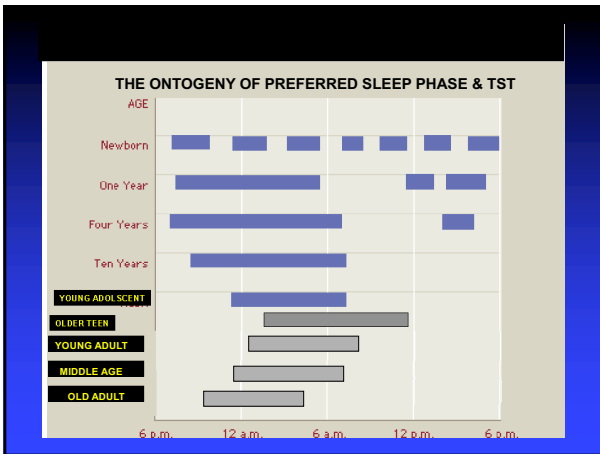 THE ONTOGENY OF PREFERRED SLEEP PHASE & TST
AGE
Newborn
One Year
Four Years
Ten Years
YOUNG ADOLSCENT
OLDER TEEN
YOUNG ADULT
MIDDLE AGE
OLD ADULT
6 p.m. 12 a.m. 6 a.m. 12 p.m. 6 p.m.